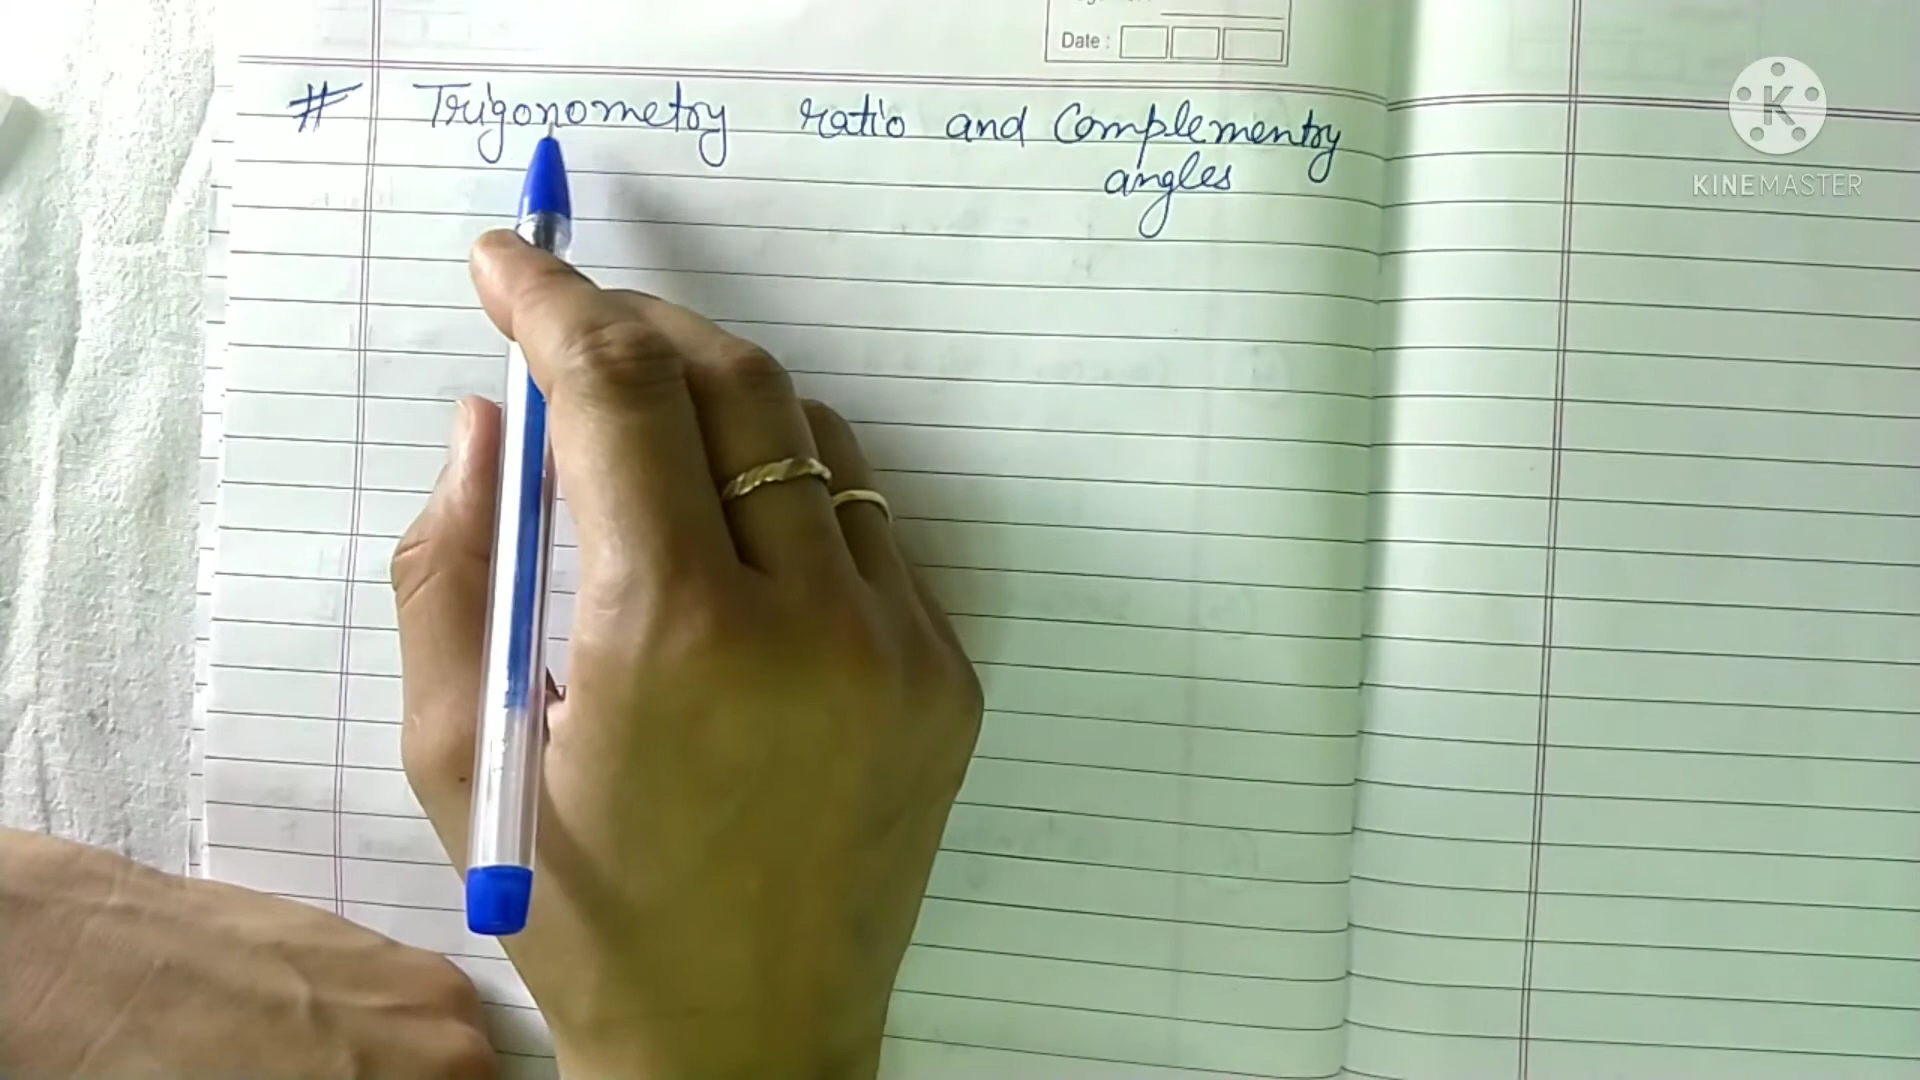 Date :
# Trigonometry ratio and Complementry
angles
K
KINEMASTER